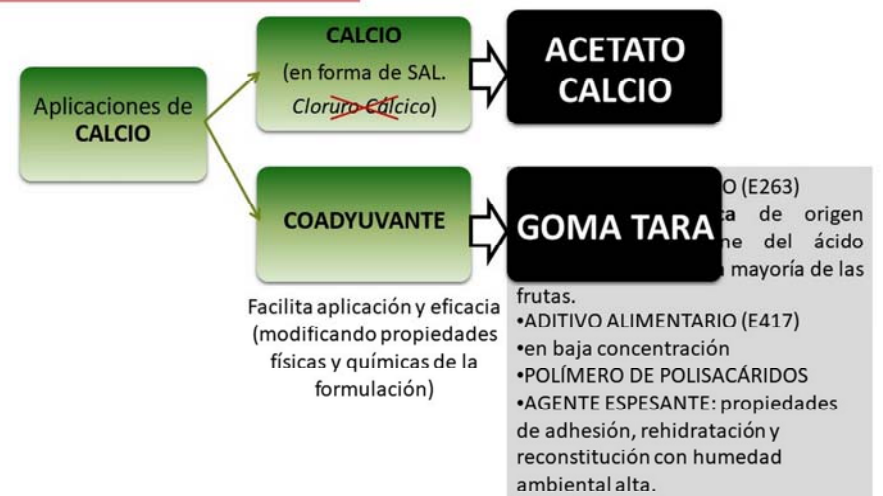 Aplicaciones de
CALCIO
CALCIO
(en forma de SAL.
Cloruro Cálcico)
ACETATO
CALCIO
COADYUVANTE
Facilita aplicación y eficacia
(modificando propiedades
físicas y químicas de la
formulación)
GOMA TARA
(E263)
de origen
del ácido
mayoría de las
frutas.
•ADITIVO ALIMENTARIO (E417)
•en baja concentración
•POLÍMERO DE POLISACÁRIDOS
•AGENTE ESPESANTE: propiedades
de adhesión, rehidratación y
reconstitución con humedad
ambiental alta.